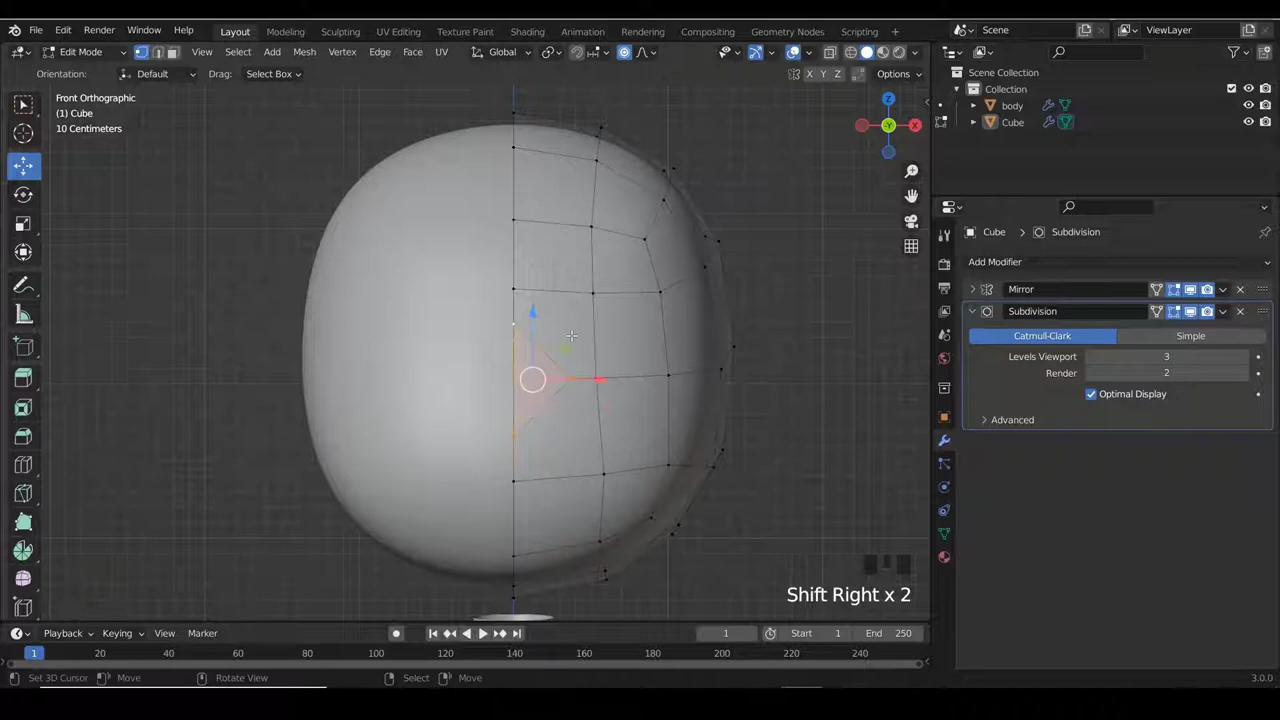 File Edit Render Window Help Layout Modeling Sculpting UV Editing Texture Paint Shading Animation Rendering Compositing Geometry Nodes Scripting + Scene ViewLayer
Edit Mode View Select Add Mesh Vertex Edge Face UV Global
Orientation: Default Drag: Select Box X Y Z Options
Front Orthographic
(1) Cube
10 Centimeters
Z
X
-Y
Scene Collection
Collection
body
Cube
Cube Subdivision
Add Modifier
Mirror
Subdivision
Catmull-Clark Simple
Levels Viewport 3
Render 2
Optimal Display
Advanced
Shift Right x 2
Playback Keying View Marker 1 Start 1 End 250
1 20 40 60 80 100 120 140 160 180 200 220 240
Set 3D Cursor Move Rotate View Select Move 3.0.0